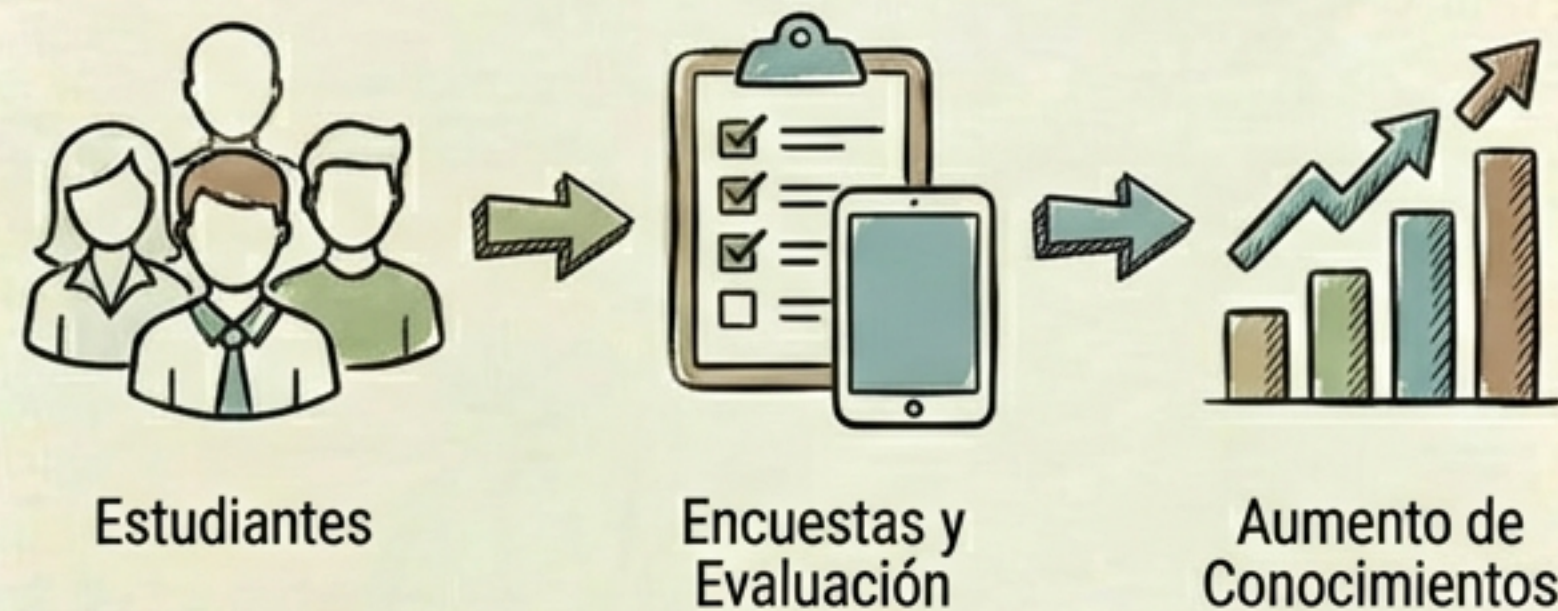 Estudiantes
Encuestas y
Evaluación
Aumento de
Conocimientos